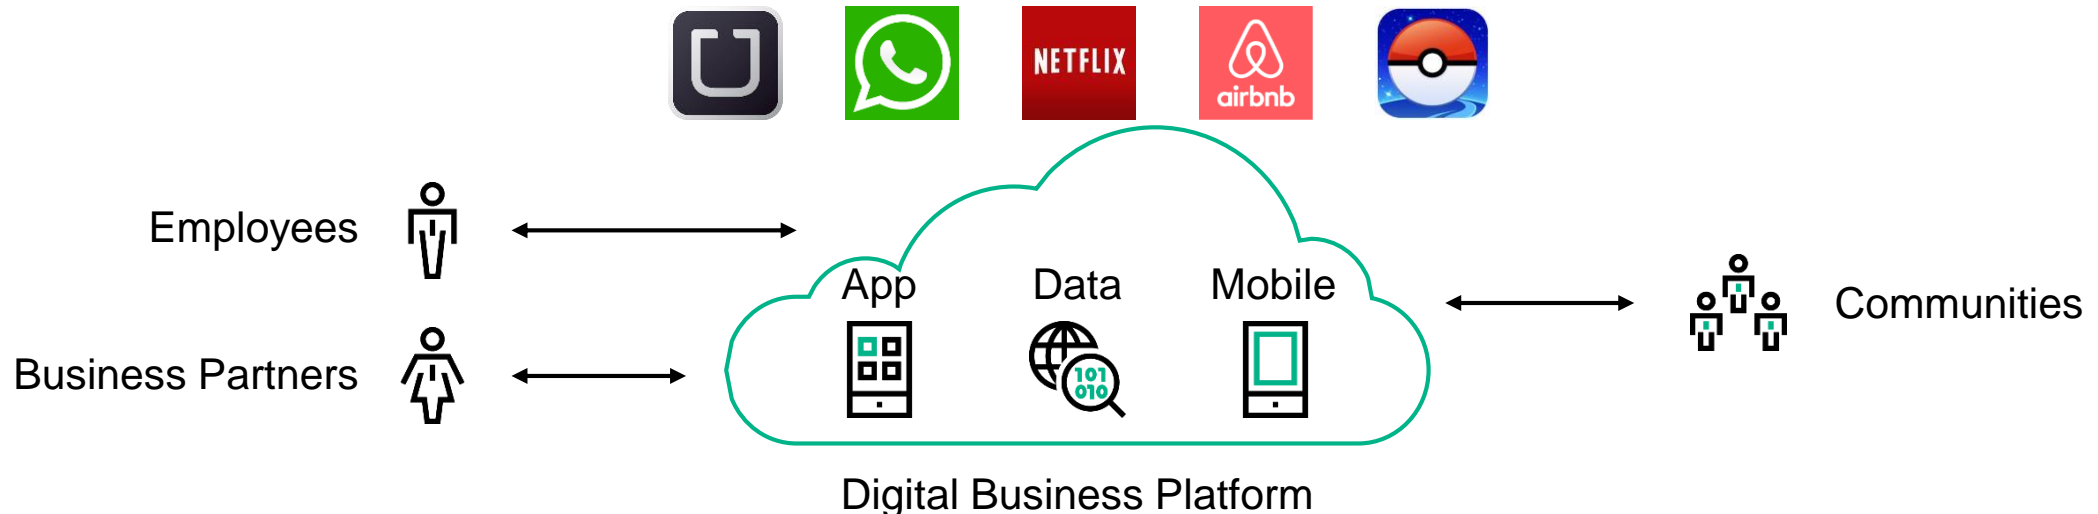 NETFLIX
airbnb
Employees
App
Data
Mobile
Communities
101
010
Business Partners
Digital Business Platform